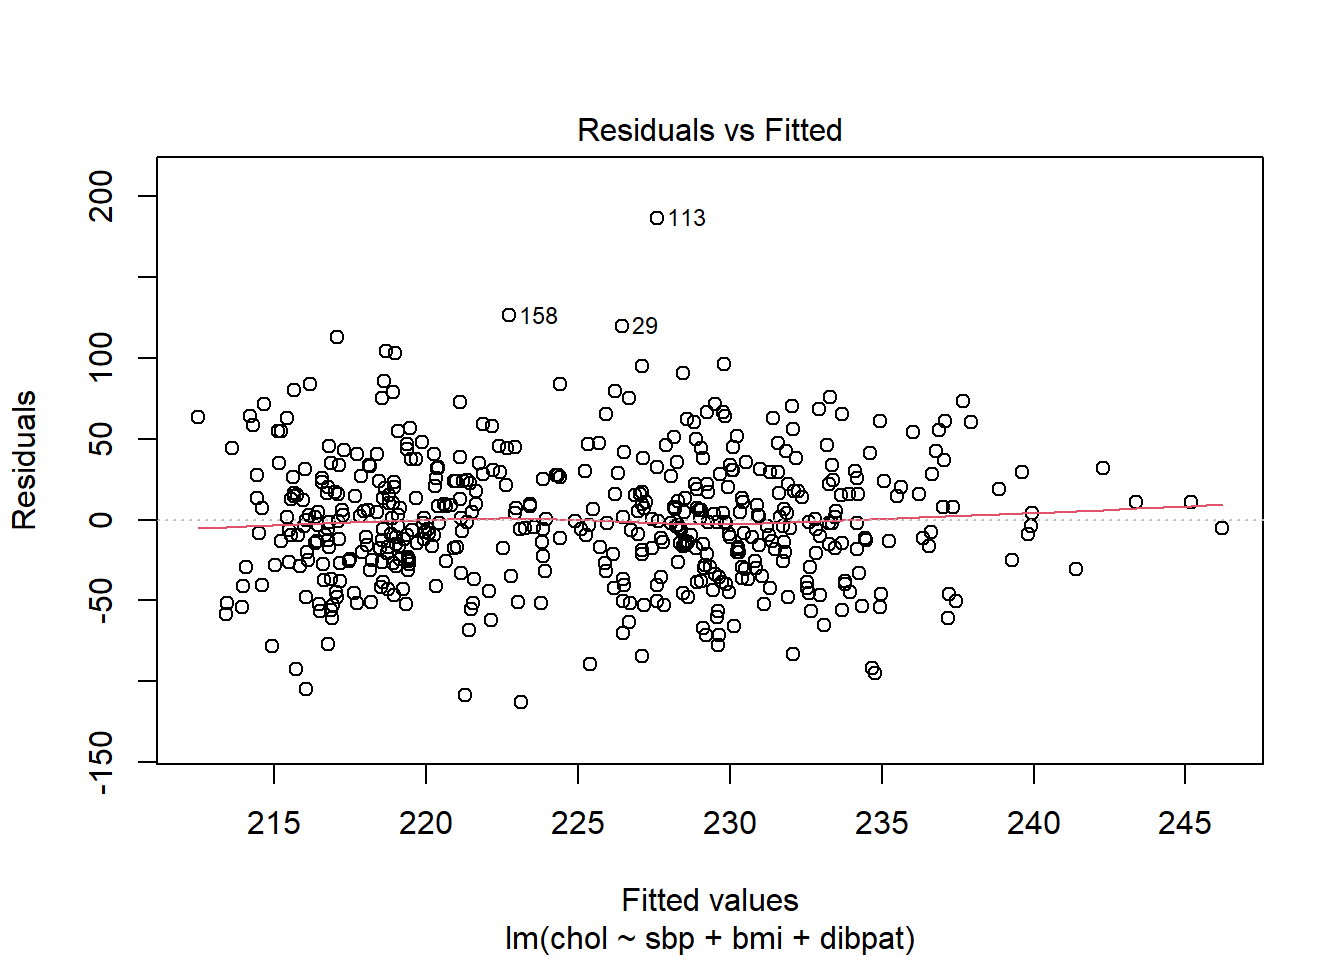 Residuals vs Fitted
200
100
50
0
-50
-150
Residuals
113
158
29
215 220 225 230 235 240 245
Fitted values
lm(chol ~ sbp + bmi + dibpat)